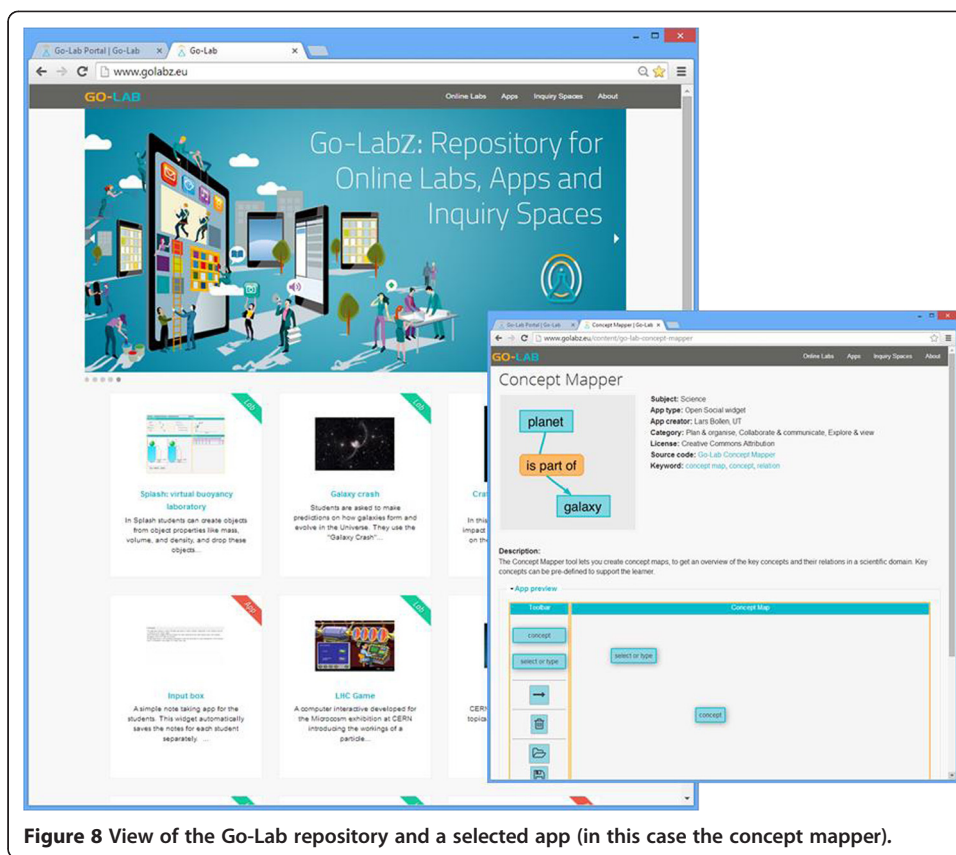 Go-Lab Portal | Go-Lab
Go-Lab
www.golabz.eu
GO-LAB
Online Labs
Apps
Inquiry Spaces
About
Go-LabZ: Repository for
Online Labs, Apps and
Inquiry Spaces
Lab
Splash: virtual buoyancy
laboratory
In Splash students can create objects
from object properties like mass,
volume, and density, and drop these
objects...
Lab
Galaxy crash
Students are asked to make
predictions on how galaxies form and
evolve in the Universe. They use the
"Galaxy Crash"...
In this
impact
on the
App
Input box
A simple note taking app for the
students. This widget automatically
saves the notes for each student
separately. ...
Lab
LHC Game
A computer interactive developed for
the Microcosm exhibition at CERN
introducing the workings of a
particle...
CERN
topics
Go-Lab Portal | Go-Lab
Concept Mapper | Go-Lab
www.golabz.eu/content/go-lab-concept-mapper
GO-LAB
Online Labs
Apps
Inquiry Spaces
About
Concept Mapper
planet
is part of
galaxy
Subject: Science
App type: Open Social widget
App creator: Lars Bollen, UT
Category: Plan & organise, Collaborate & communicate, Explore & view
License: Creative Commons Attribution
Source code: Go-Lab Concept Mapper
Keyword: concept map, concept, relation
Description:
The Concept Mapper tool lets you create concept maps, to get an overview of the key concepts and their relations in a scientific domain. Key
concepts can be pre-defined to support the learner.
App preview
Toolbar
Concept Map
concept
select or type
select or type
concept
Figure 8 View of the Go-Lab repository and a selected app (in this case the concept mapper).